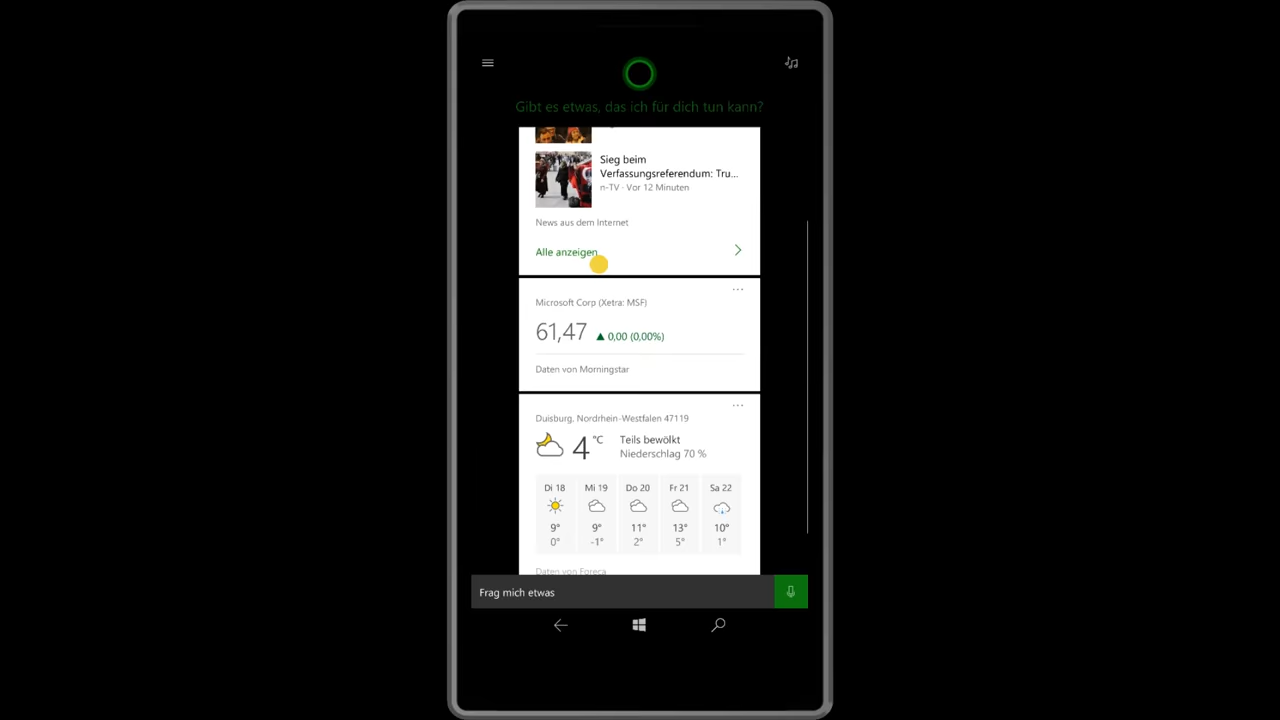 Gibt es etwas, das ich für dich tun kann?
Sieg beim
Verfassungsreferendum: Tru...
n-TV · Vor 12 Minuten
News aus dem Internet
Alle anzeigen
...
Microsoft Corp (Xetra: MSF)
61,47 ▲ 0,00 (0,00%)
Daten von Morningstar
...
Duisburg, Nordrhein-Westfalen 47119
4 °C Teils bewölkt
Niederschlag 70 %
Di 18 Mi 19 Do 20 Fr 21 Sa 22
9° 9° 11° 13° 10°
0° -1° 2° 5° 1°
Daten von Foreca
Frag mich etwas